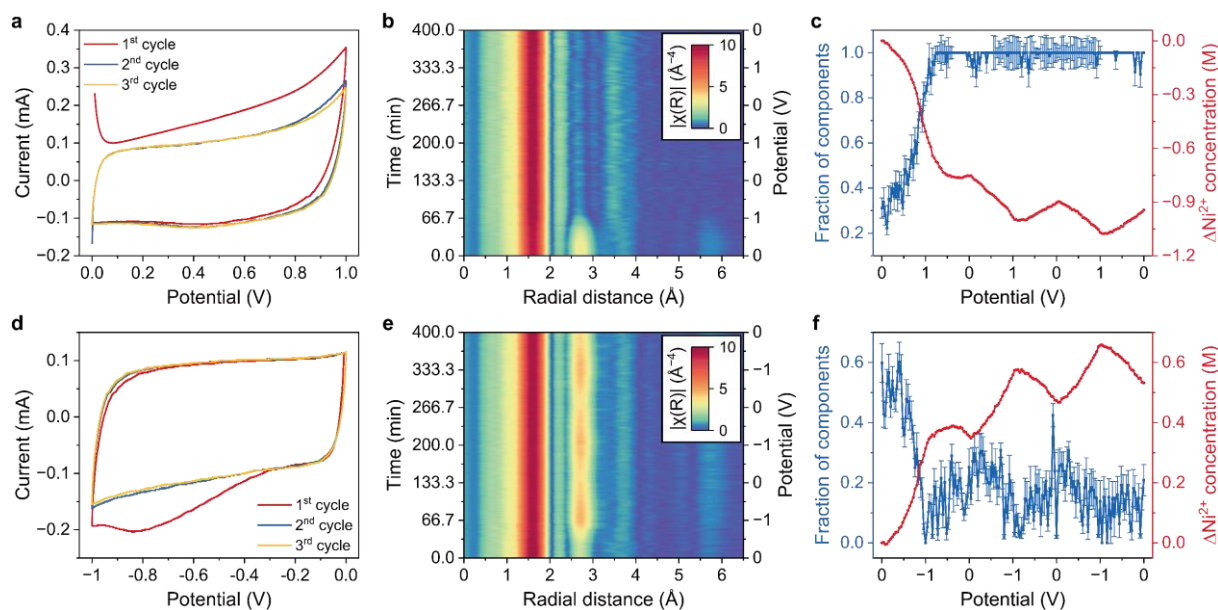 a
1st cycle
2nd cycle
3rd cycle
0.4
0.3
0.2
0.1
0.0
−0.1
−0.2
Current (mA)
0.0 0.2 0.4 0.6 0.8 1.0
Potential (V)
b
400.0
333.3
266.7
200.0
133.3
66.7
0.0
Time (min)
0 1 2 3 4 5 6
Radial distance (Å)
|χ(R)| (Å⁻⁴)
10
5
0
0
1
0
1
0
1
0
Potential (V)
c
1.0
0.8
0.6
0.4
0.2
Fraction of components
0 1 0 1 0 1 0
Potential (V)
0.0
−0.3
−0.6
−0.9
−1.2
ΔNi²⁺ concentration (M)
d
0.1
0.0
−0.1
−0.2
Current (mA)
1st cycle
2nd cycle
3rd cycle
−1 −0.8 −0.6 −0.4 −0.2 0.0
Potential (V)
e
400.0
333.3
266.7
200.0
133.3
66.7
0.0
Time (min)
0 1 2 3 4 5 6
Radial distance (Å)
|χ(R)| (Å⁻⁴)
10
5
0
0
−1
0
−1
0
−1
0
Potential (V)
f
0.6
0.4
0.2
0.0
Fraction of components
0 −1 0 −1 0 −1 0
Potential (V)
0.6
0.4
0.2
0.0
ΔNi²⁺ concentration (M)